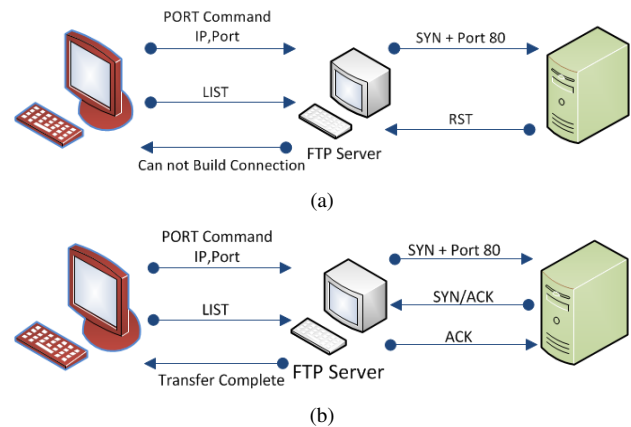 PORT Command
IP,Port
SYN + Port 80
LIST
RST
Can not Build Connection
FTP Server
(a)
PORT Command
IP,Port
SYN + Port 80
LIST
SYN/ACK
ACK
Transfer Complete
FTP Server
(b)